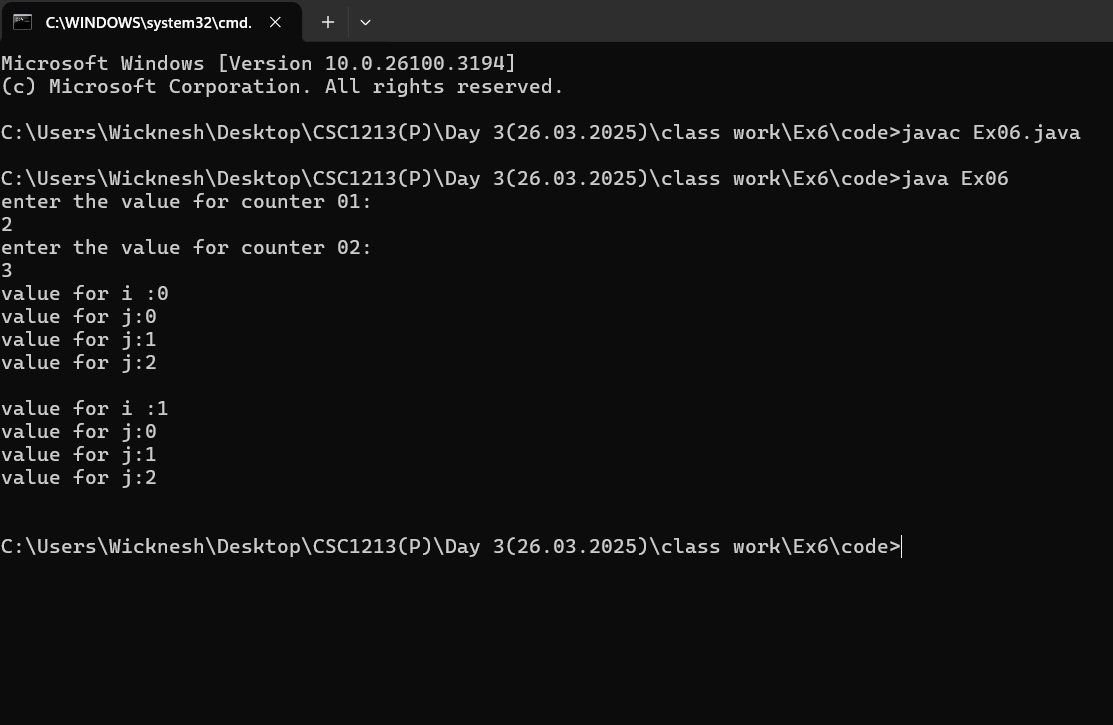 C:\WINDOWS\system32\cmd.
Microsoft Windows [Version 10.0.26100.3194]
(c) Microsoft Corporation. All rights reserved.
C:\Users\Wicknesh\Desktop\CSC1213(P)\Day 3(26.03.2025)\class work\Ex6\code>javac Ex06.java
C:\Users\Wicknesh\Desktop\CSC1213(P)\Day 3(26.03.2025)\class work\Ex6\code>java Ex06
enter the value for counter 01:
2
enter the value for counter 02:
3
value for i :0
value for j:0
value for j:1
value for j:2
value for i :1
value for j:0
value for j:1
value for j:2
C:\Users\Wicknesh\Desktop\CSC1213(P)\Day 3(26.03.2025)\class work\Ex6\code>